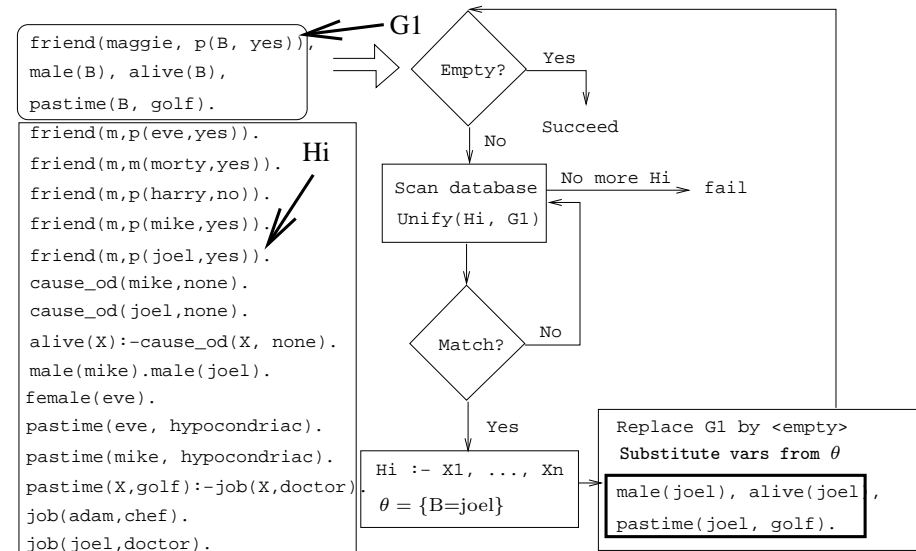 G1
friend(maggie, p(B, yes)),
male(B), alive(B),
pastime(B, golf).
friend(m,p(eve,yes)).
friend(m,m(morty,yes)).
friend(m,p(harry,no)).
friend(m,p(mike,yes)).
friend(m,p(joel,yes)).
cause_od(mike,none).
cause_od(joel,none).
alive(X):-cause_od(X, none).
male(mike).male(joel).
female(eve).
pastime(eve, hypocondriac).
pastime(mike, hypocondriac).
pastime(X,golf):-job(X,doctor).
job(adam,chef).
job(joel,doctor).
Hi
Empty?
Yes
Succeed
No
Scan database
Unify(Hi, G1)
No more Hi
fail
Match?
No
Yes
Hi :- X1, ..., Xn
θ = {B=joel}
Replace G1 by <empty>
Substitute vars from θ
male(joel), alive(joel),
pastime(joel, golf).